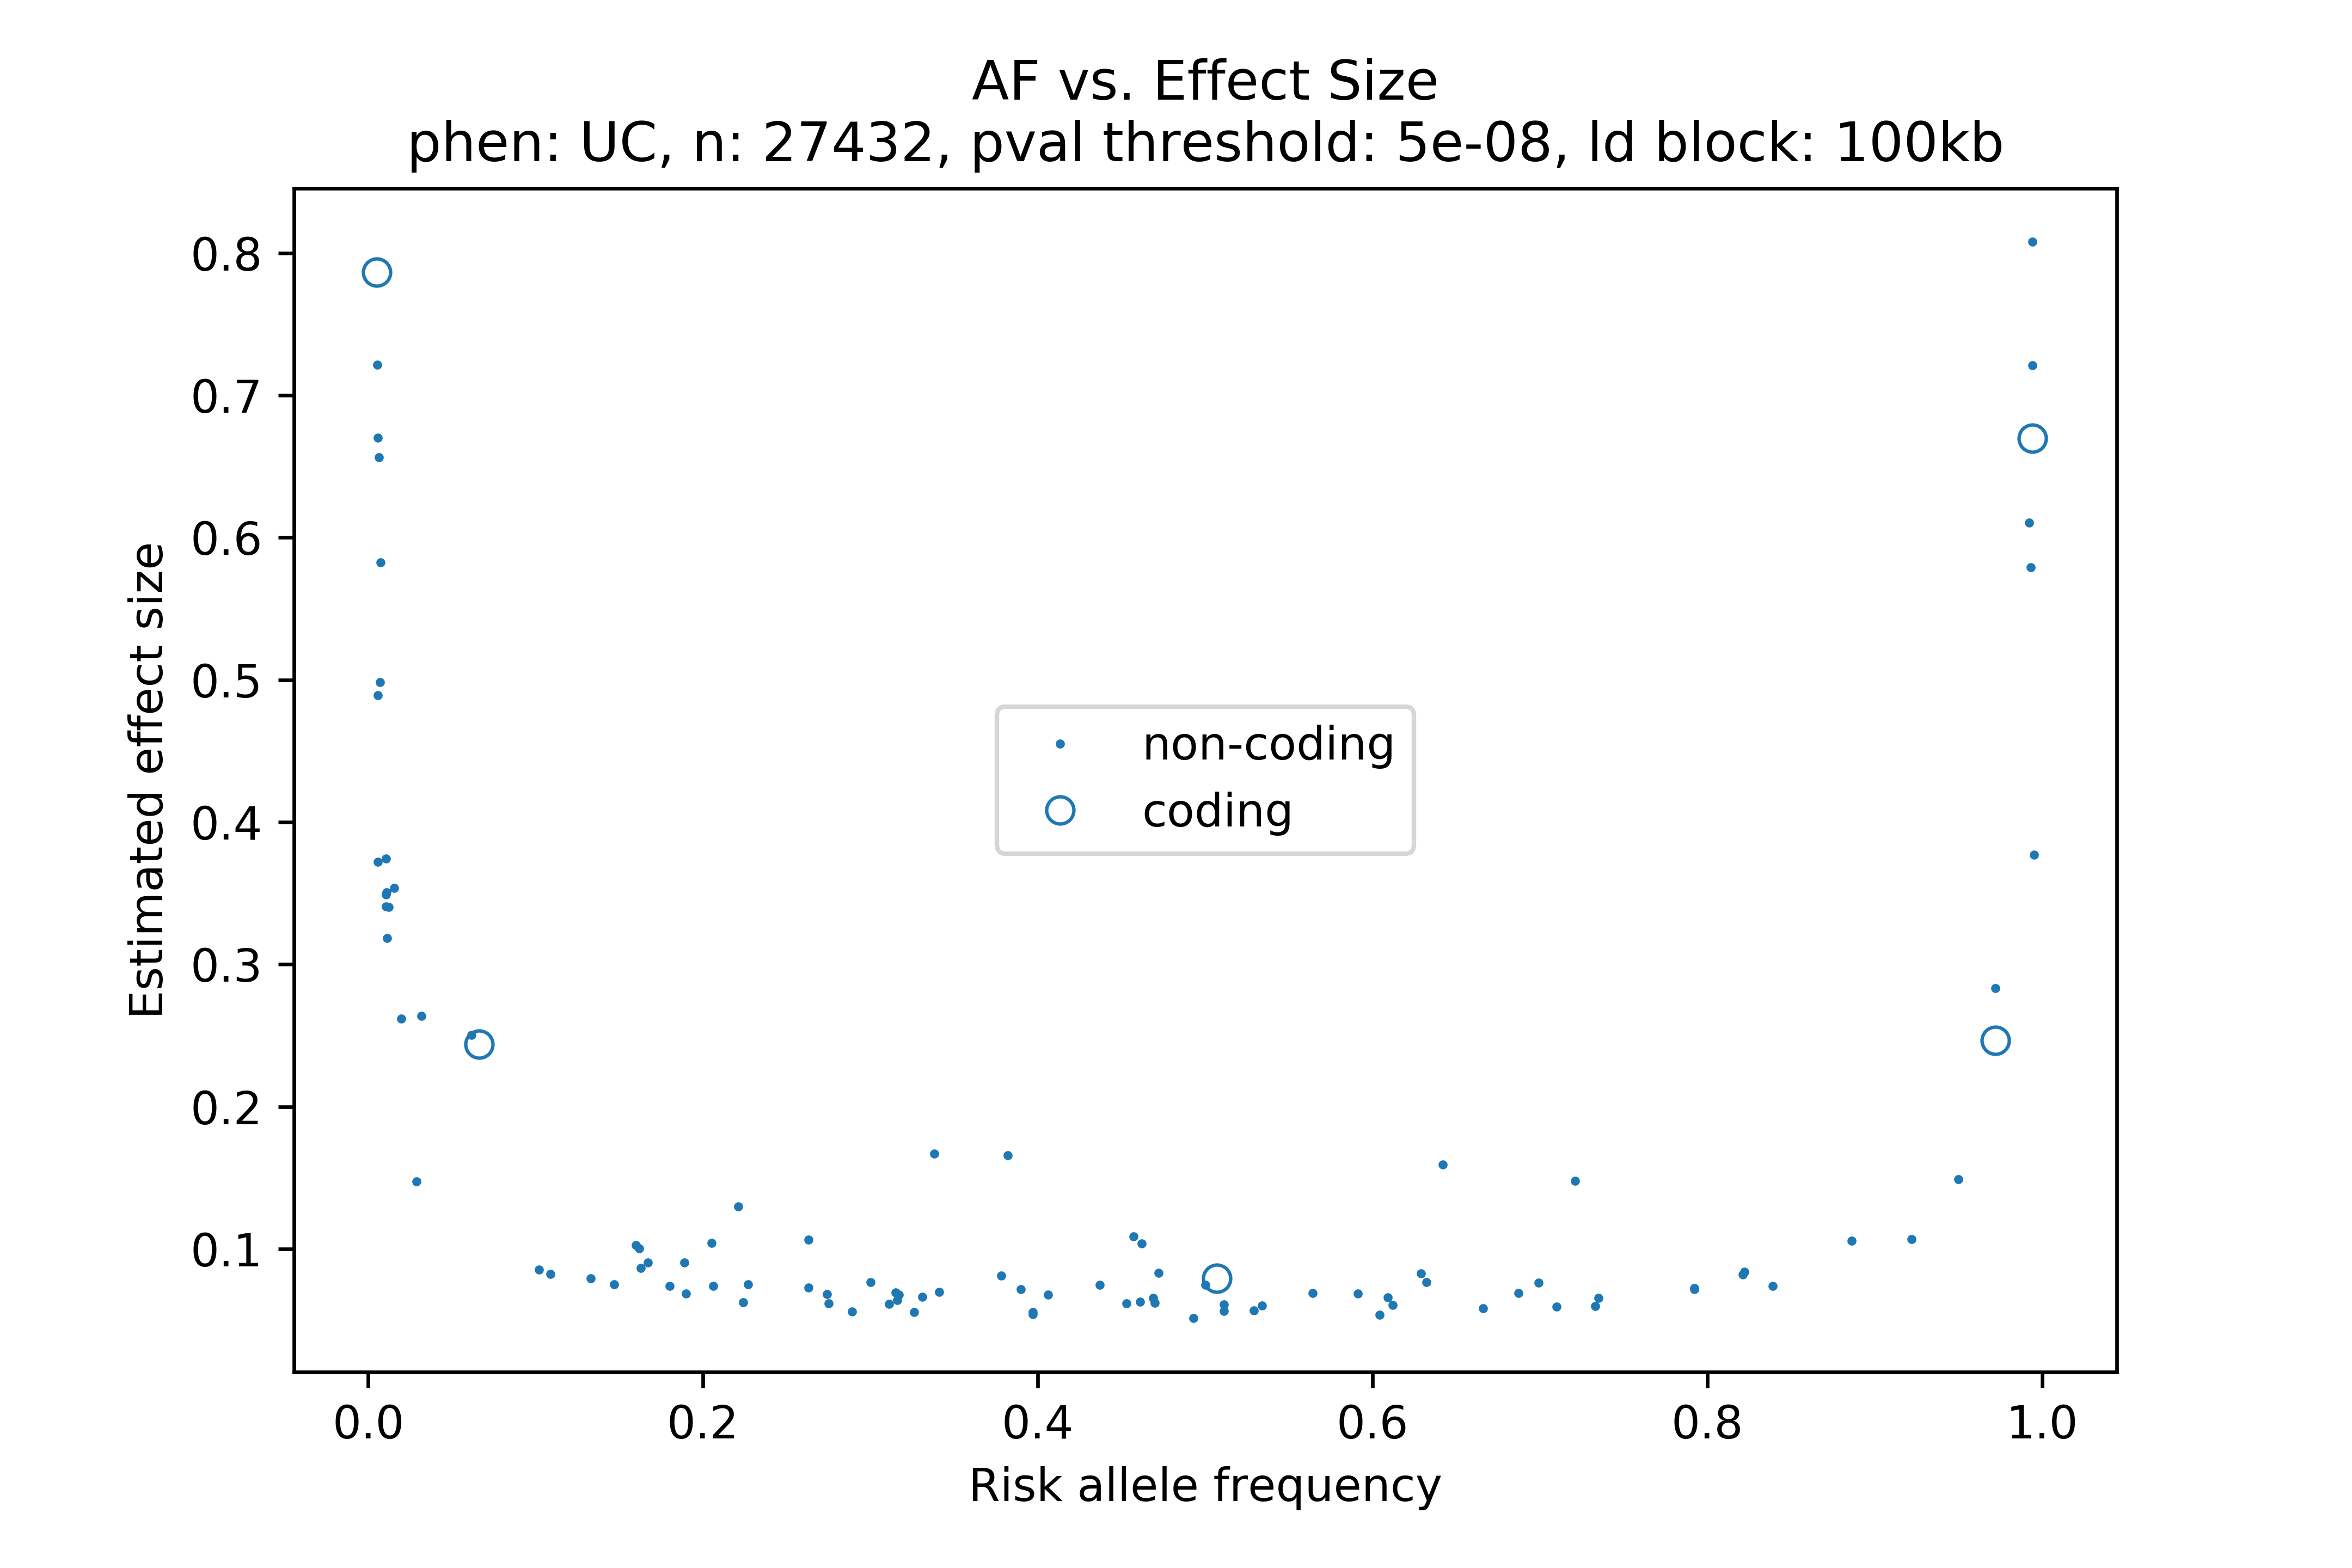 AF vs. Effect Size
phen: UC, n: 27432, pval threshold: 5e-08, ld block: 100kb
0.8
0.7
0.6
0.5
0.4
0.3
0.2
0.1
Estimated effect size
non-coding
coding
0.0 0.2 0.4 0.6 0.8 1.0
Risk allele frequency